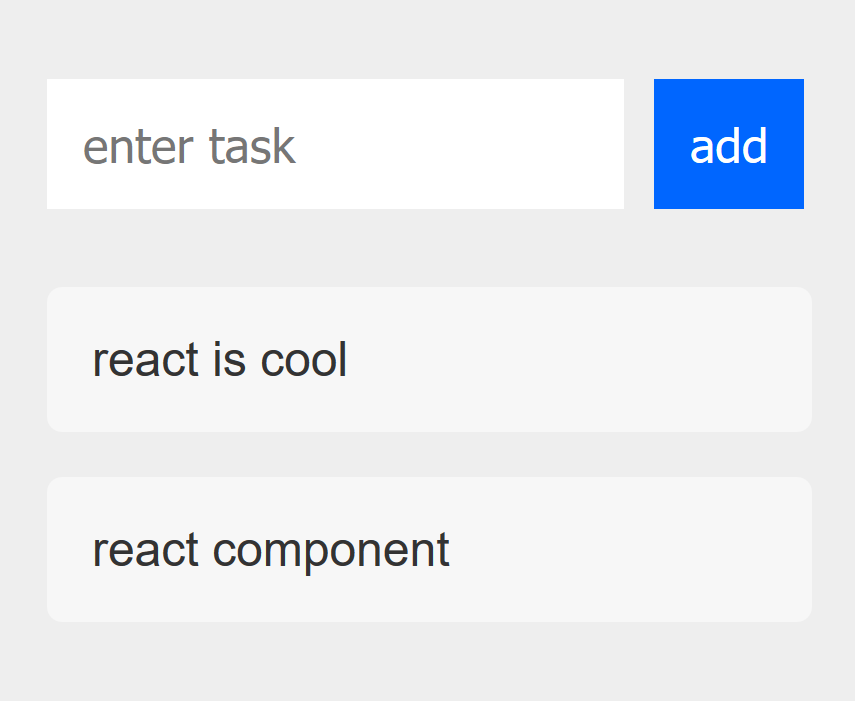 enter task
add
react is cool
react component